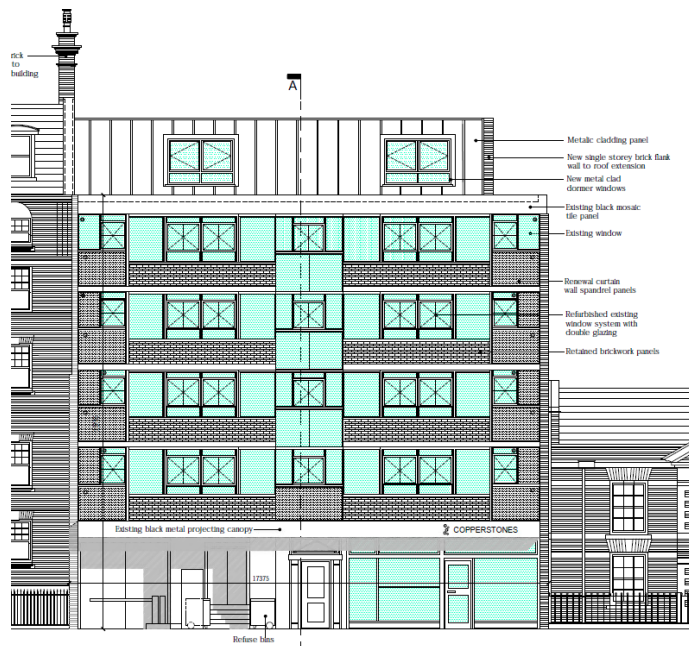 rick
to
building
A
Metalic cladding panel
New single storey brick flank
wall to roof extension
New metal clad
dormer windows
Existing black mosaic
tile panel
Existing window
Renewal curtain
wall spandrel panels
Refurbished existing
window system with
double glazing
Retained brickwork panels
Existing black metal projecting canopy
COPPERSTONES
17375
Refuse bins